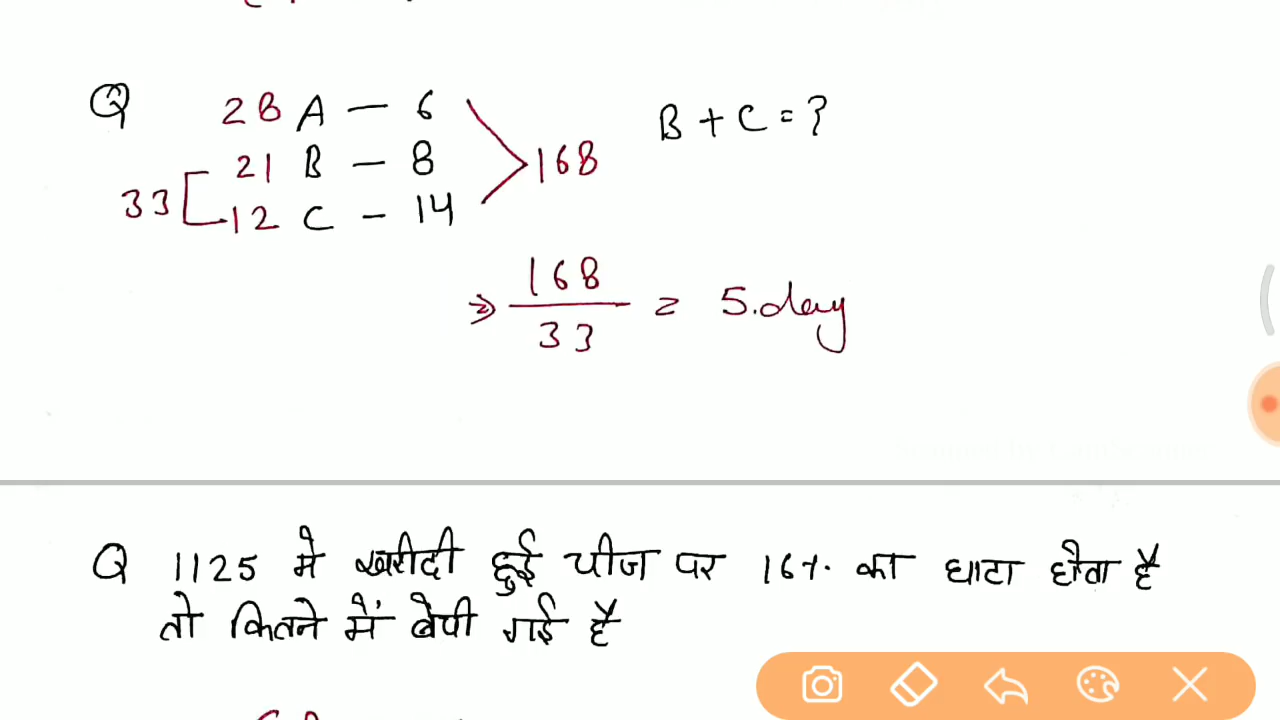 Q 28 A — 6 B + C = ?
21 B — 8 168
33 12 C - 14
⇒ 168/33 = 5.day
Q 1125 मे खरीदी हुई चीज पर 16% का घाटा होता है
तो कितने में बेची गई है